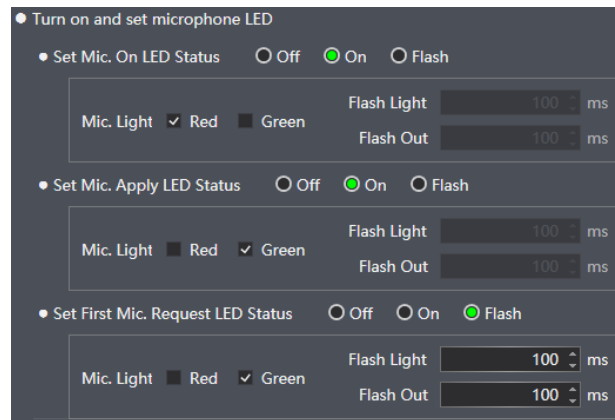 Turn on and set microphone LED
Set Mic. On LED Status Off On Flash
Flash Light 100 ms
Mic. Light Red Green
Flash Out 100 ms
Set Mic. Apply LED Status Off On Flash
Flash Light 100 ms
Mic. Light Red Green
Flash Out 100 ms
Set First Mic. Request LED Status Off On Flash
Flash Light 100 ms
Mic. Light Red Green
Flash Out 100 ms